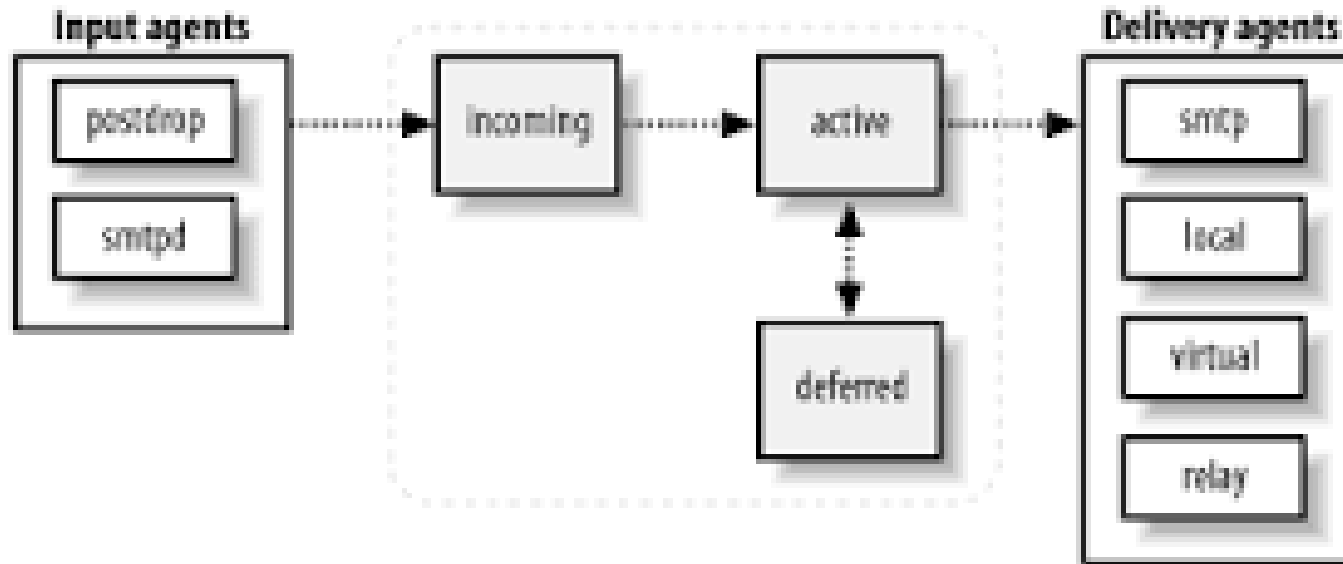 Input agents
postdrop
smtpd
incoming
active
deferred
Delivery agents
smtp
local
virtual
relay